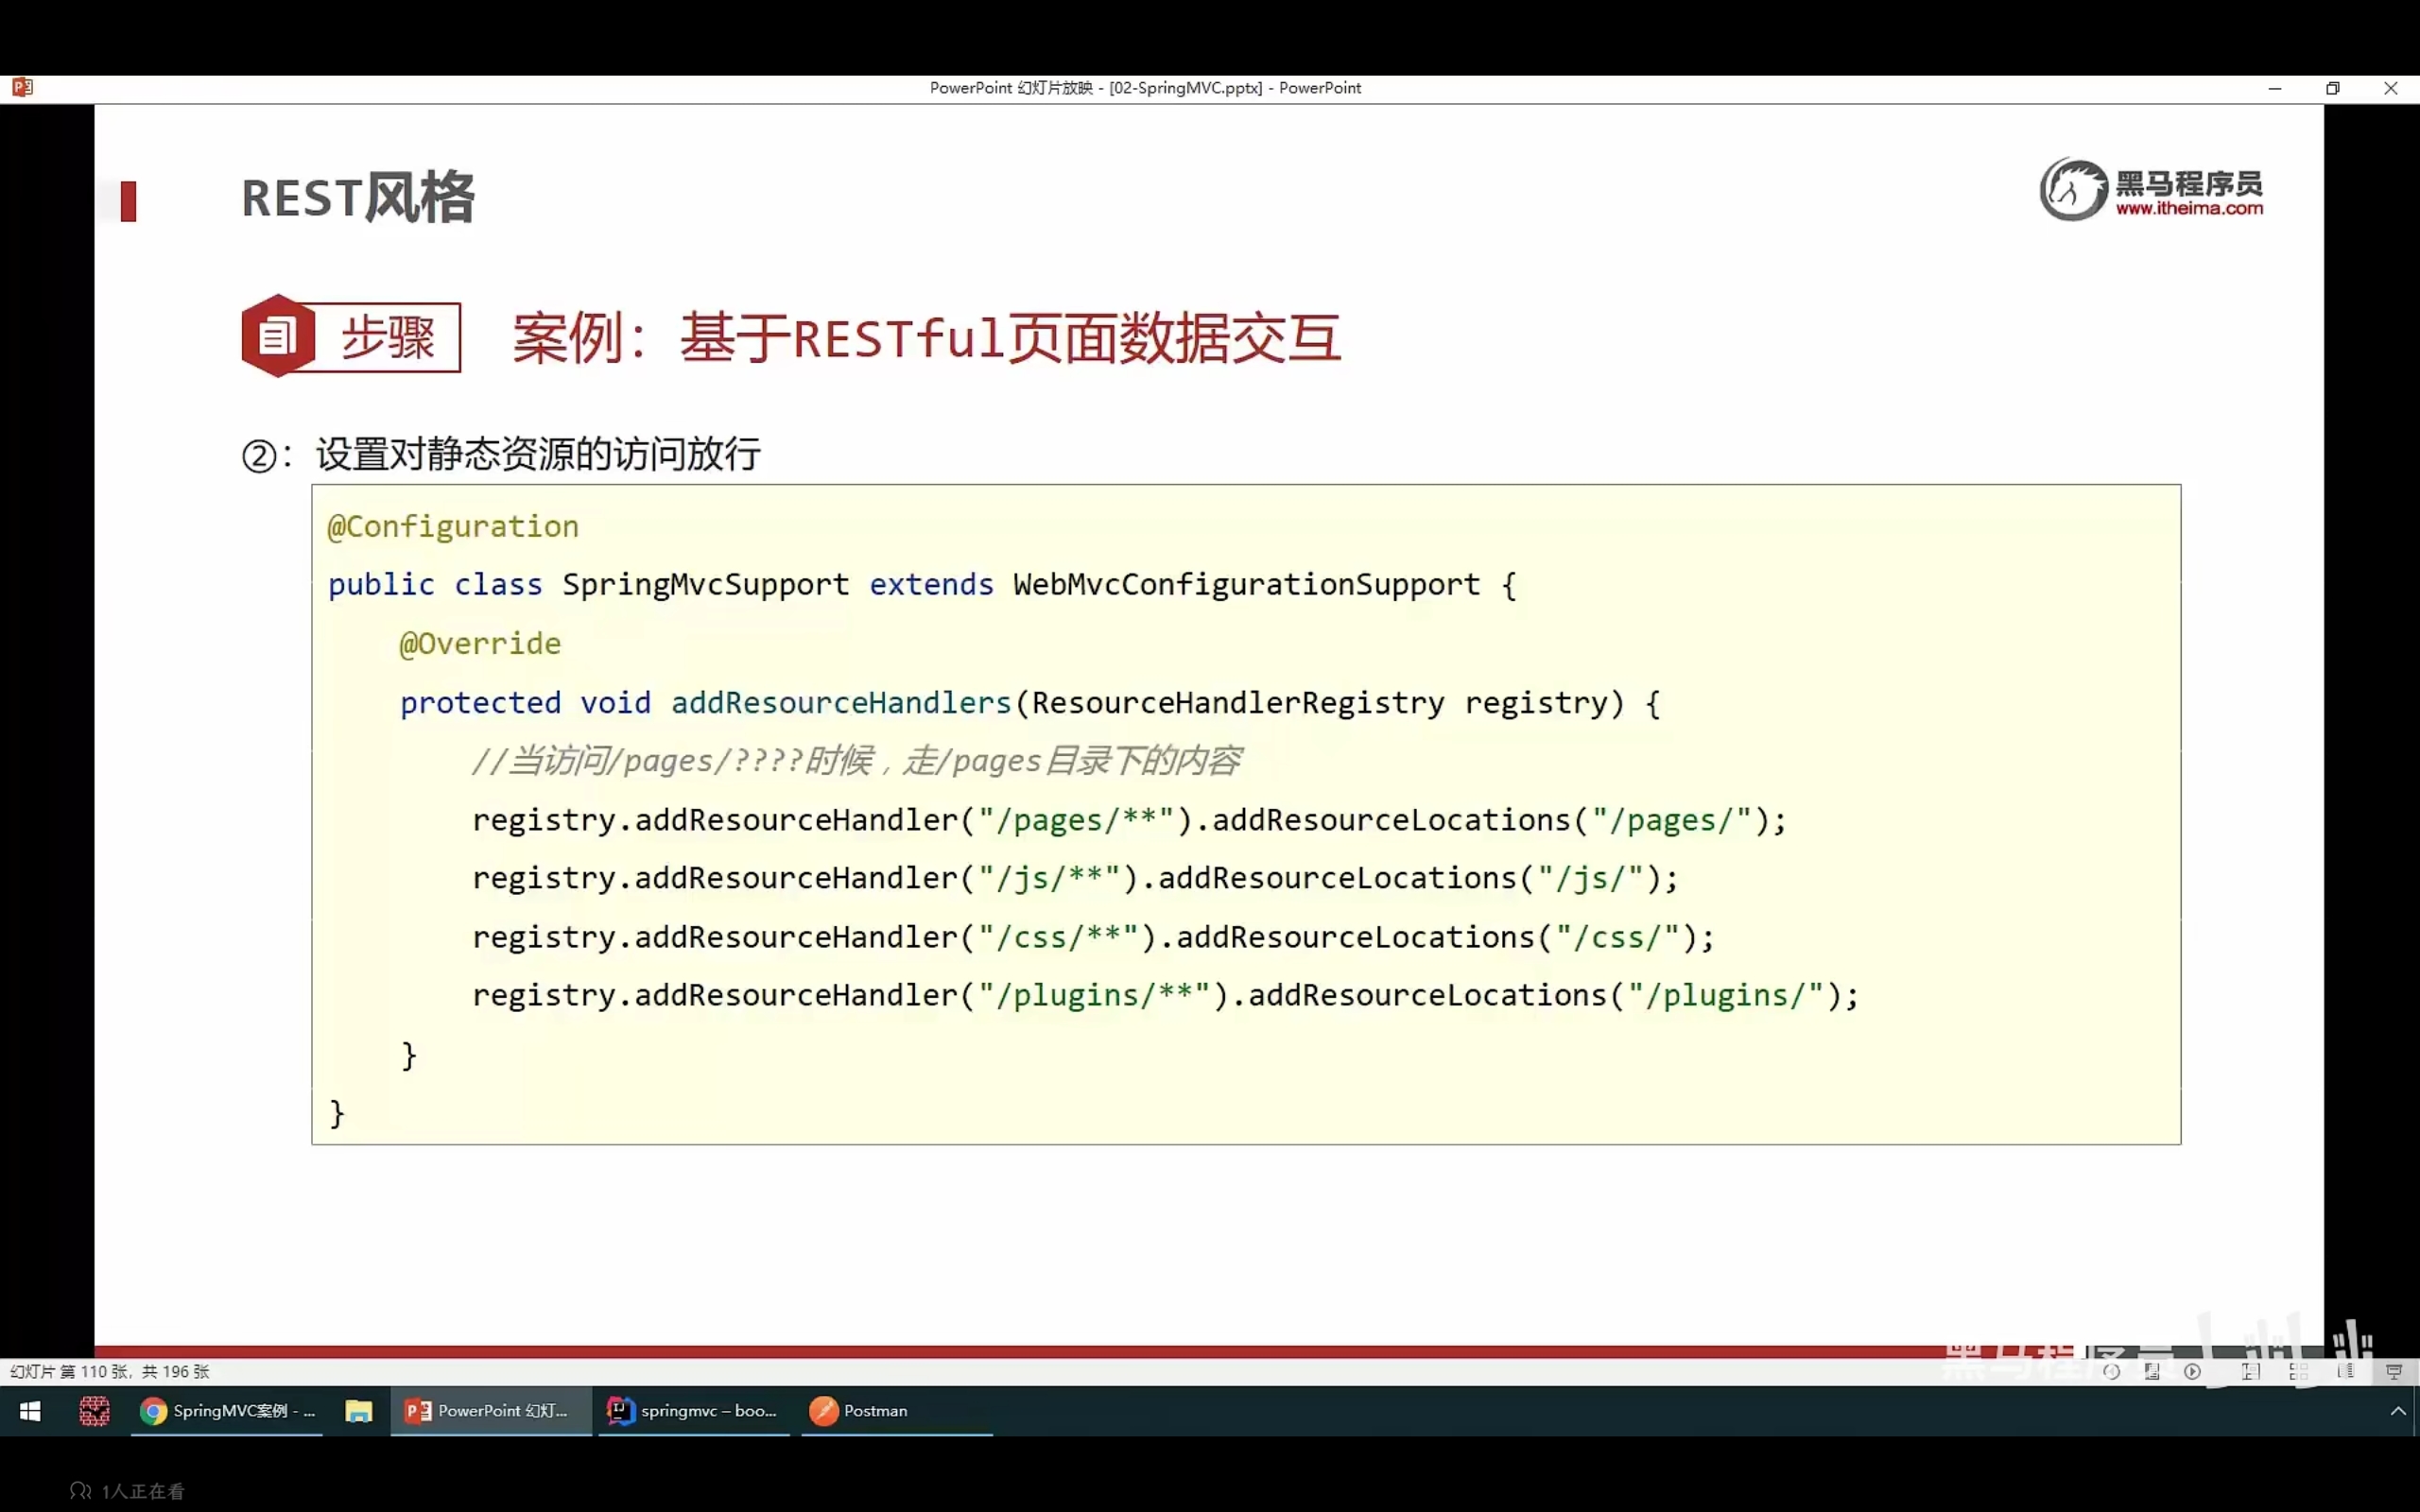 PowerPoint 幻灯片放映 - [02-SpringMVC.pptx] - PowerPoint
REST风格
黑马程序员
www.itheima.com
步骤
案例：基于RESTful页面数据交互
②：设置对静态资源的访问放行
@Configuration
public class SpringMvcSupport extends WebMvcConfigurationSupport {
@Override
protected void addResourceHandlers(ResourceHandlerRegistry registry) {
//当访问/pages/????时候，走/pages目录下的内容
registry.addResourceHandler("/pages/**").addResourceLocations("/pages/");
registry.addResourceHandler("/js/**").addResourceLocations("/js/");
registry.addResourceHandler("/css/**").addResourceLocations("/css/");
registry.addResourceHandler("/plugins/**").addResourceLocations("/plugins/");
}
}
黑马程序员
幻灯片 第 110 张，共 196 张
SpringMVC案例 - ...
PowerPoint 幻灯...
springmvc – boo...
Postman
1人正在看